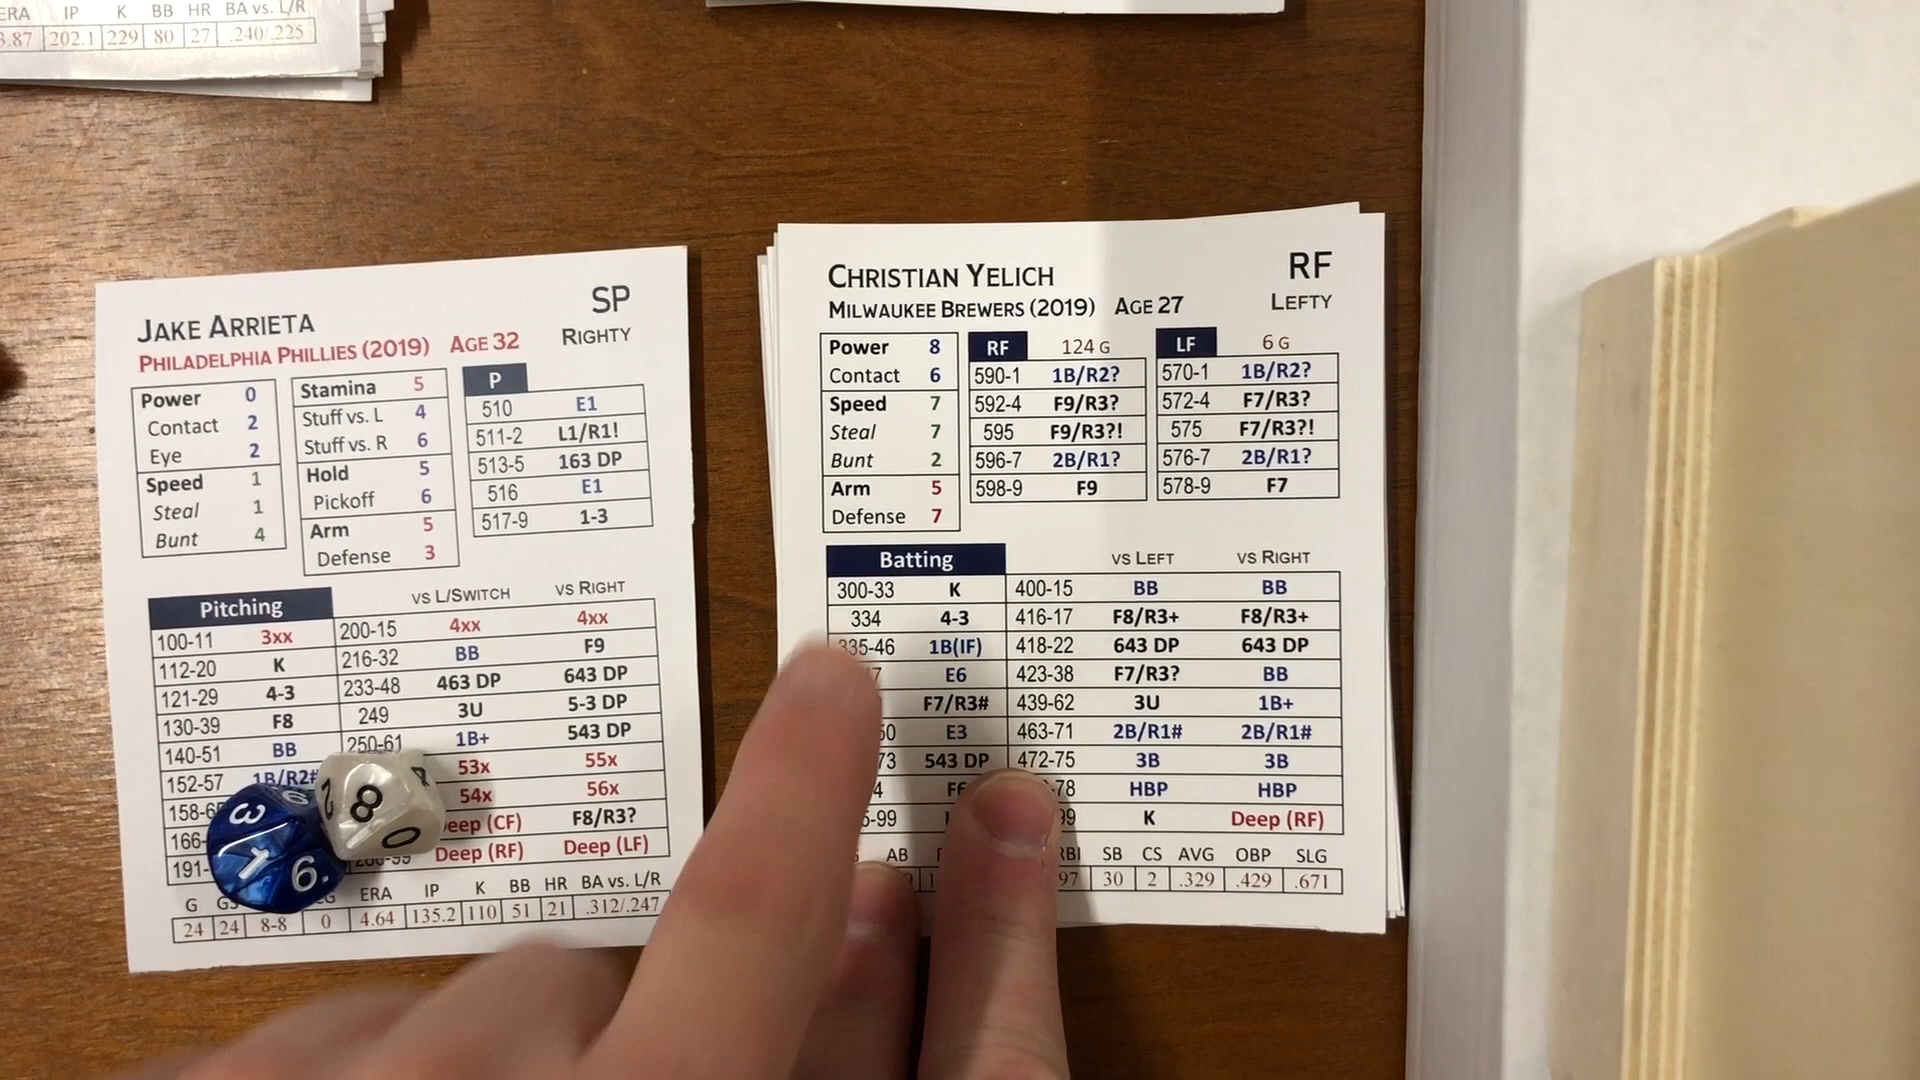 ERA IP K BB HR BA vs. L/R
3.87 202.1 229 80 27 .240/.225
JAKE ARRIETA SP
PHILADELPHIA PHILLIES (2019) AGE 32 RIGHTY
Power 0
Contact 2
Eye 2
Speed 1
Steal 1
Bunt 4
Stamina 5
Stuff vs. L 4
Stuff vs. R 6
Hold 5
Pickoff 6
Arm 5
Defense 3
P
510 E1
511-2 L1/R1!
513-5 163 DP
516 E1
517-9 1-3
Pitching VS L/SWITCH VS RIGHT
100-11 3xx 200-15 4xx 4xx
112-20 K 216-32 BB F9
121-29 4-3 233-48 463 DP 643 DP
130-39 F8 249 3U 5-3 DP
140-51 BB 250-61 1B+ 543 DP
152-57 1B/R2# 53x 55x
54x 56x
F8/R3?
Deep (RF) Deep (LF)
G ERA IP K BB HR BA vs. L/R
24 24 8-8 0 4.64 135.2 110 51 21 .312/.247
3 1 6.
8 0 2
CHRISTIAN YELICH RF
MILWAUKEE BREWERS (2019) AGE 27 LEFTY
Power 8
Contact 6
Speed 7
Steal 7
Bunt 2
Arm 5
Defense 7
RF 124 G
590-1 1B/R2?
592-4 F9/R3?
595 F9/R3?!
596-7 2B/R1?
598-9 F9
LF 6 G
570-1 1B/R2?
572-4 F7/R3?
575 F7/R3?!
576-7 2B/R1?
578-9 F7
Batting VS LEFT VS RIGHT
300-33 K 400-15 BB BB
334 4-3 416-17 F8/R3+ F8/R3+
335-46 1B(IF) 418-22 643 DP 643 DP
E6 423-38 F7/R3? BB
F7/R3# 439-62 3U 1B+
E3 463-71 2B/R1# 2B/R1#
543 DP 472-75 3B 3B
HBP HBP
K Deep (RF)
AB RBI SB CS AVG OBP SLG
97 30 2 .329 .429 .671